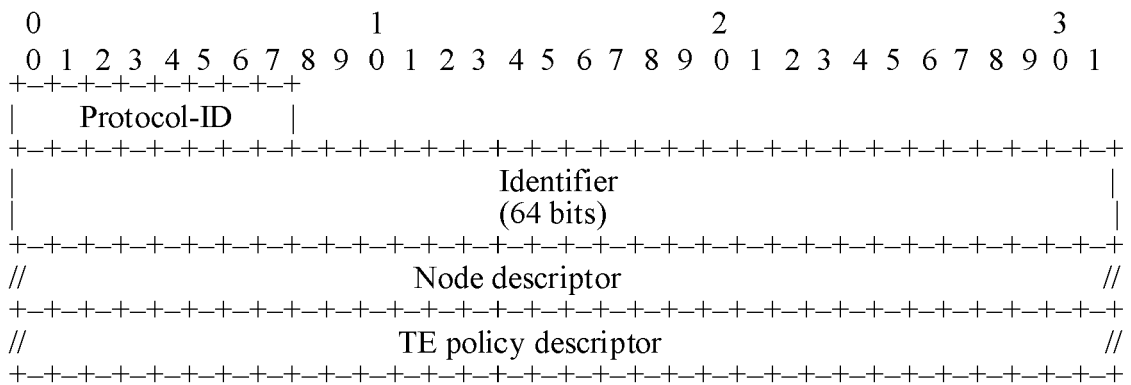 0 1 2 3
0 1 2 3 4 5 6 7 8 9 0 1 2 3 4 5 6 7 8 9 0 1 2 3 4 5 6 7 8 9 0 1
+–+–+–+–+–+–+–+–+
| Protocol-ID |
+–+–+–+–+–+–+–+–+–+–+–+–+–+–+–+–+–+–+–+–+–+–+–+–+–+–+–+–+–+–+–+–+
| Identifier |
| (64 bits) |
+–+–+–+–+–+–+–+–+–+–+–+–+–+–+–+–+–+–+–+–+–+–+–+–+–+–+–+–+–+–+–+–+
// Node descriptor //
+–+–+–+–+–+–+–+–+–+–+–+–+–+–+–+–+–+–+–+–+–+–+–+–+–+–+–+–+–+–+–+–+
// TE policy descriptor //
+–+–+–+–+–+–+–+–+–+–+–+–+–+–+–+–+–+–+–+–+–+–+–+–+–+–+–+–+–+–+–+–+